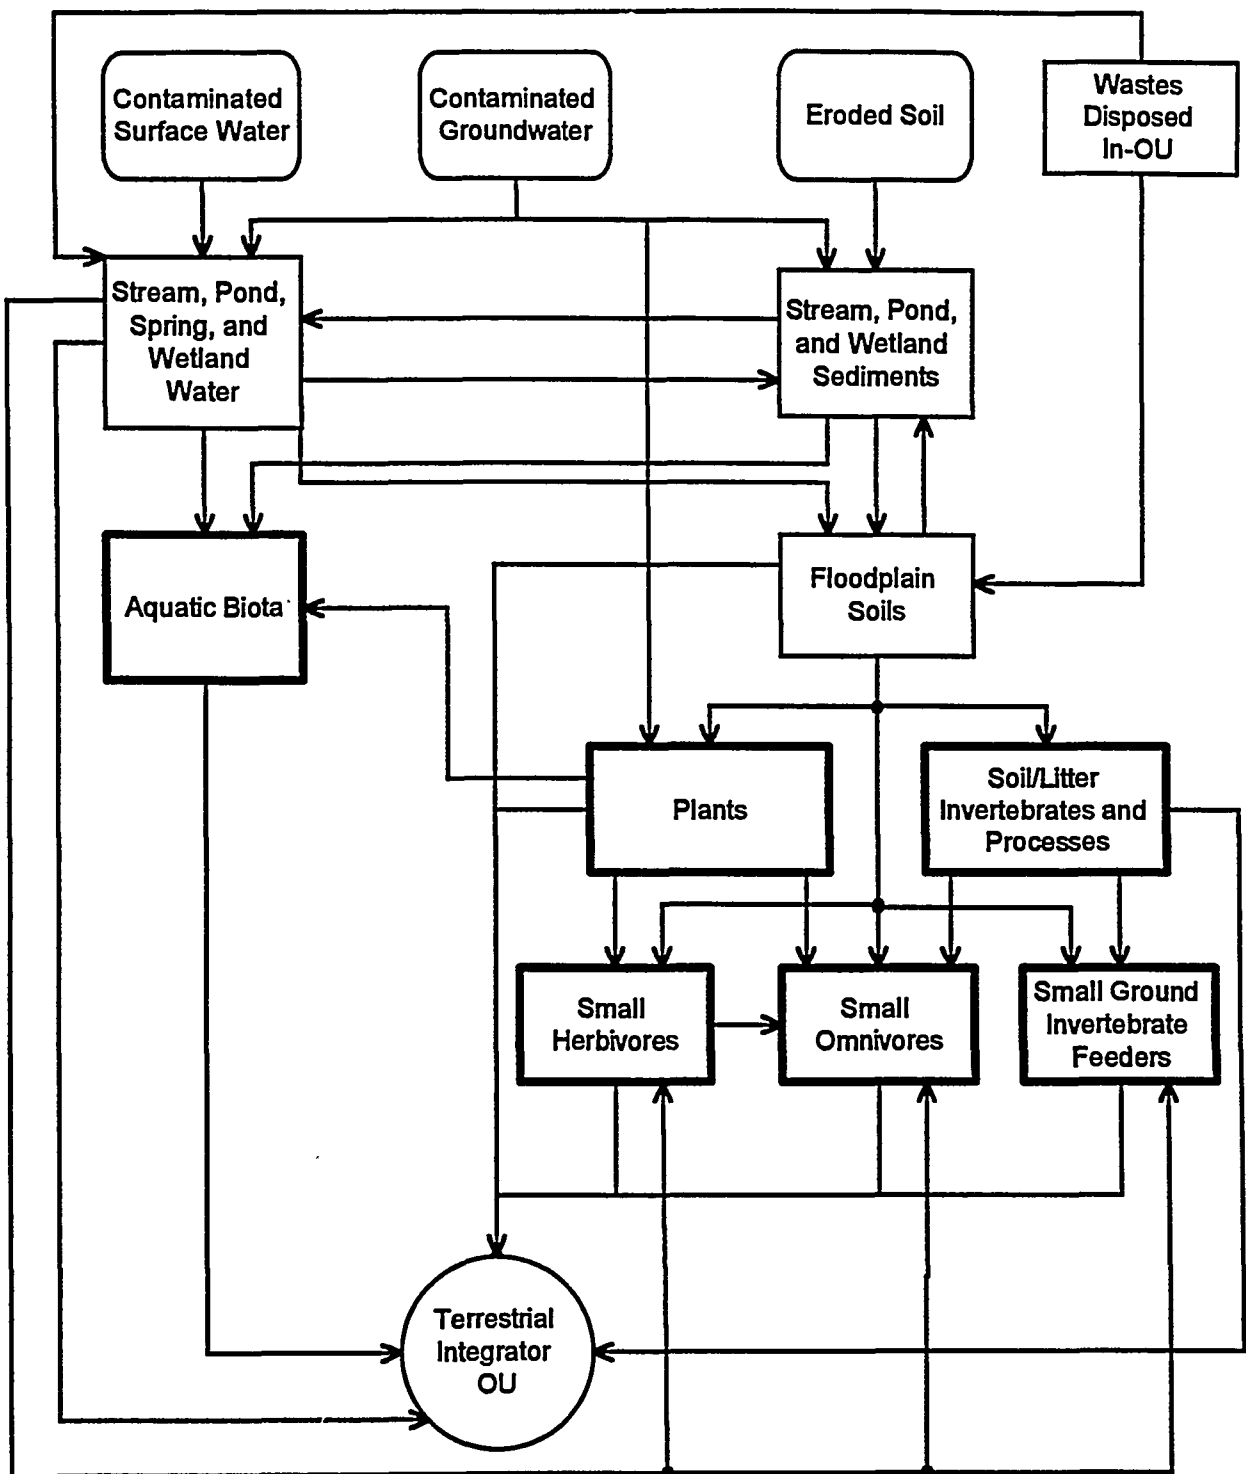 Contaminated
Surface Water
Contaminated
Groundwater
Eroded Soil
Wastes
Disposed
In-OU
Stream, Pond,
Spring, and
Wetland
Water
Stream, Pond,
and Wetland
Sediments
Aquatic Biota
Floodplain
Soils
Plants
Soil/Litter
Invertebrates and
Processes
Small
Herbivores
Small
Omnivores
Small Ground
Invertebrate
Feeders
Terrestrial
Integrator
OU